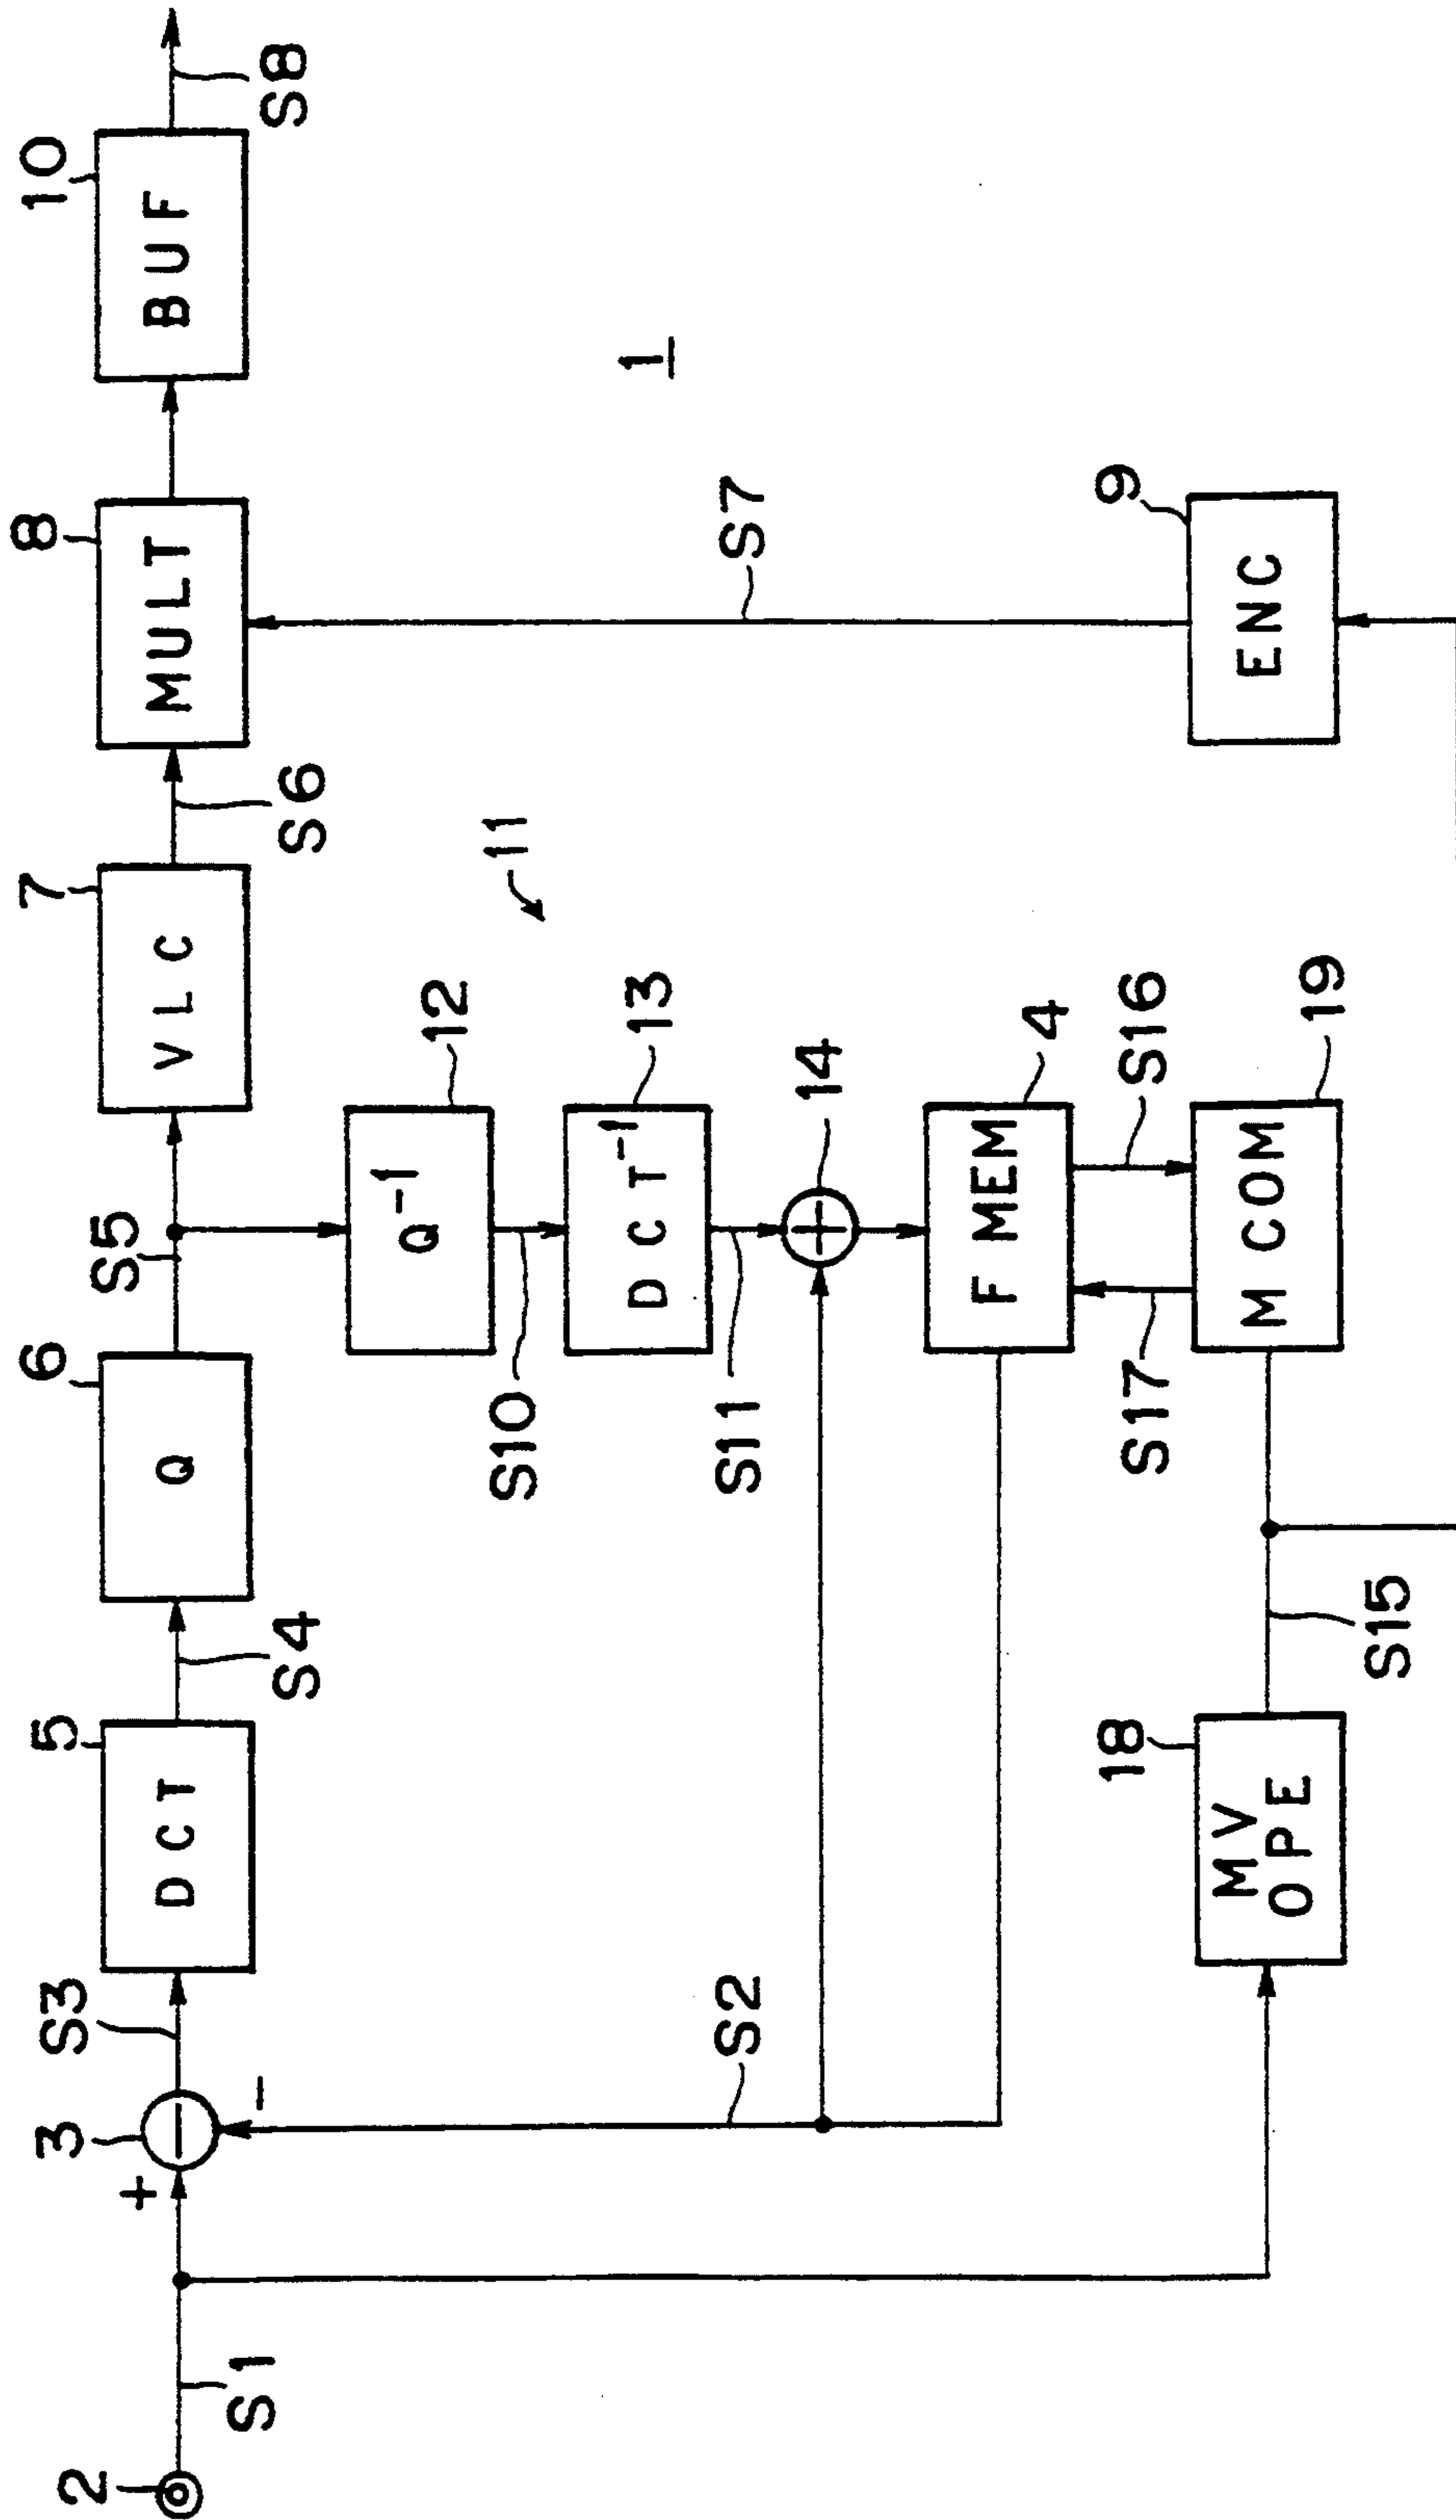 2
S1
+
3
-
S3
5
DCT
S4
6
Q
S5
7
VLC
S6
8
MULT
10
BUF
S8
12
Q⁻¹
S10
13
DCT⁻¹
S11
14
11
1
S2
4
F MEM
S16
S17
19
M COM
18
MV
OPE
S15
9
ENC
S7